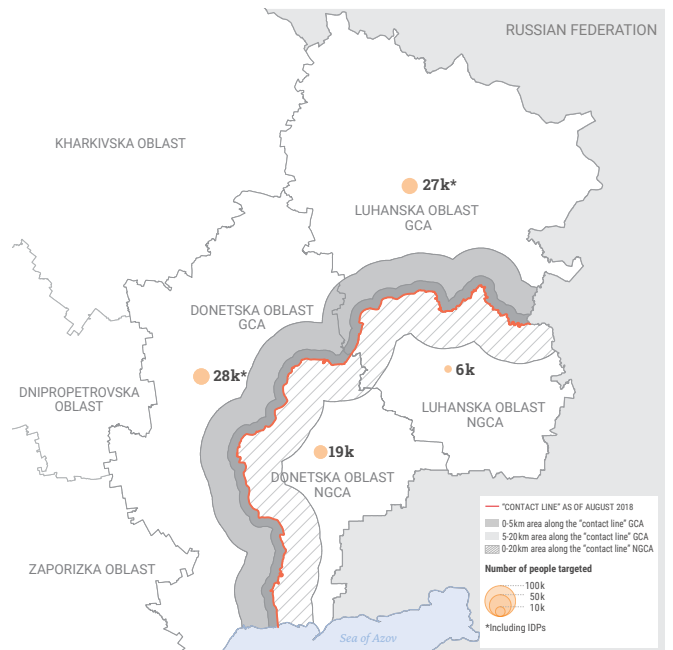 RUSSIAN FEDERATION
KHARKIVSKA OBLAST
27k*
LUHANSKA OBLAST
GCA
DONETSKA OBLAST
GCA
28k*
6k
DNIPROPETROVSKA
OBLAST
LUHANSKA OBLAST
NGCA
19k
DONETSKA OBLAST
NGCA
ZAPORIZKA OBLAST
Sea of Azov
"CONTACT LINE" AS OF AUGUST 2018
0-5km area along the "contact line" GCA
5-20km area along the "contact line" GCA
0-20km area along the "contact line" NGCA
Number of people targeted
100k
50k
10k
*Including IDPs